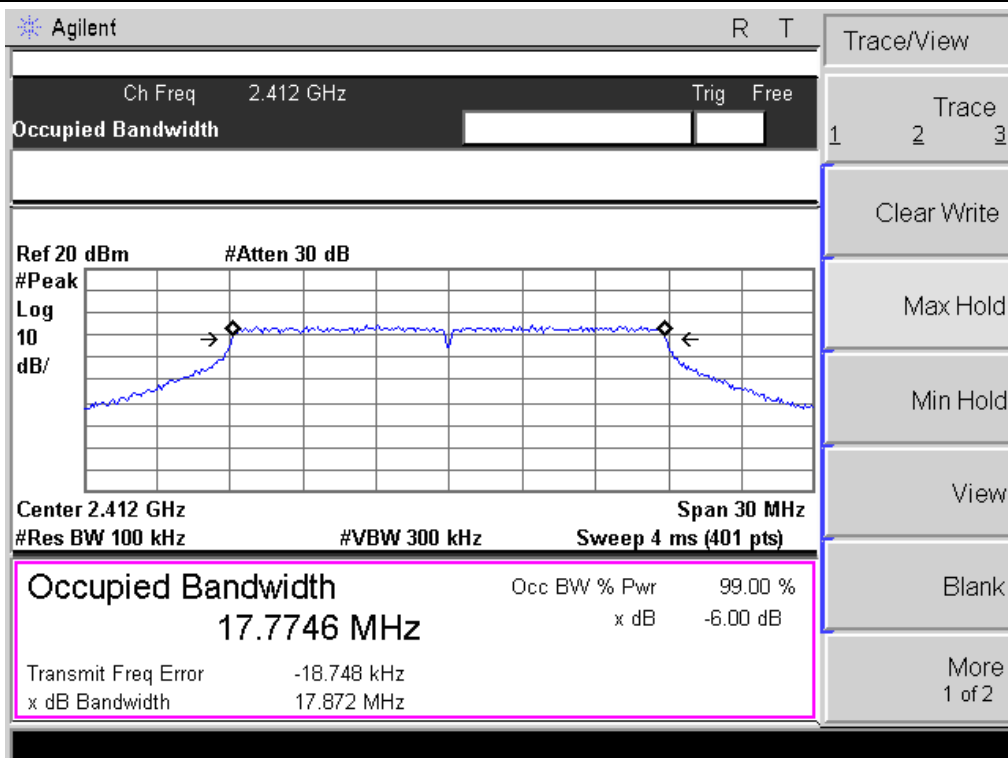 Agilent R T
Ch Freq 2.412 GHz Trig Free
Occupied Bandwidth
Ref 20 dBm #Atten 30 dB
#Peak
Log
10
dB/
Center 2.412 GHz Span 30 MHz
#Res BW 100 kHz #VBW 300 kHz Sweep 4 ms (401 pts)
Occupied Bandwidth Occ BW % Pwr 99.00 %
17.7746 MHz x dB -6.00 dB
Transmit Freq Error -18.748 kHz
x dB Bandwidth 17.872 MHz
Trace/View
Trace
1 2 3
Clear Write
Max Hold
Min Hold
View
Blank
More
1 of 2